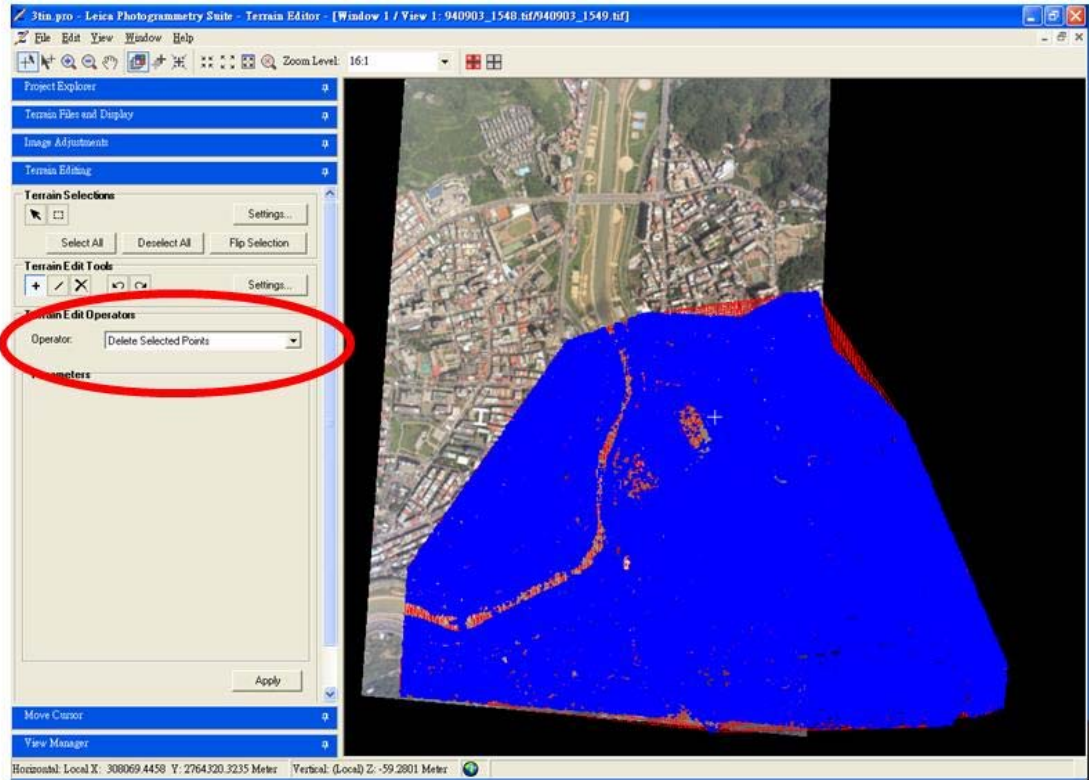 3tin.pro - Leica Photogrammetry Suite - Terrain Editor - [Window 1 / View 1: 940903_1548.tif/940903_1549.tif]
File Edit View Window Help
Zoom Level: 16:1
Project Explorer
Terrain Files and Display
Image Adjustments
Terrain Editing
Terrain Selections
Settings...
Select All Deselect All Flip Selection
Terrain Edit Tools
Settings...
Terrain Edit Operators
Operator: Delete Selected Points
Parameters
Apply
Move Cursor
View Manager
Horizontal: Local X: 308069.4458 Y: 2764320.3235 Meter Vertical: (Local) Z: -59.2801 Meter